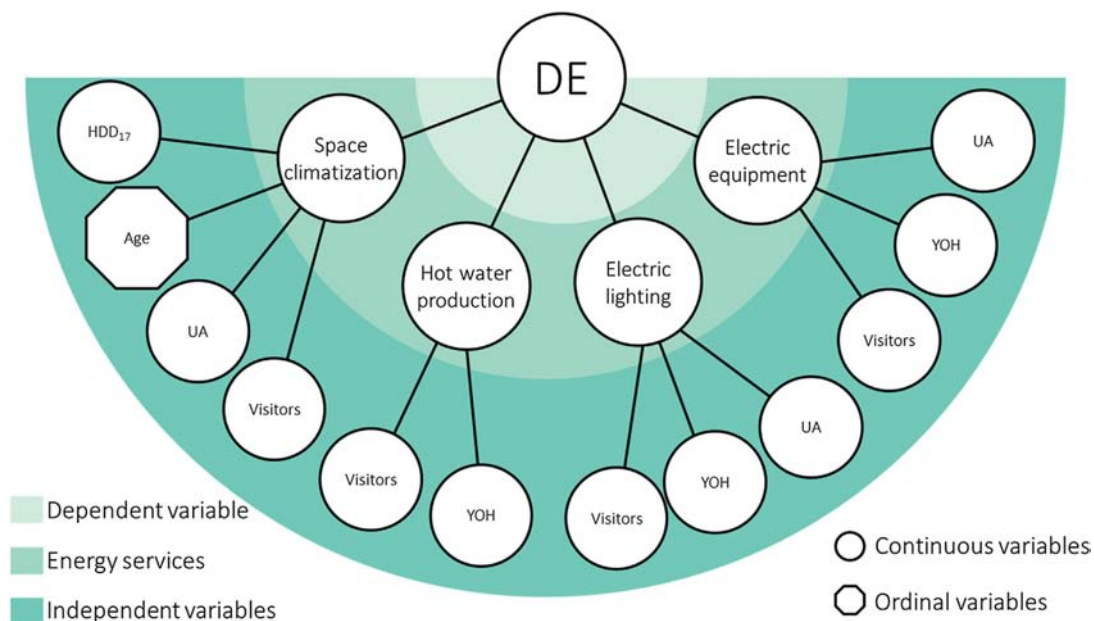 DE
HDD₁₇
Space
climatization
Electric
equipment
UA
Age
YOH
Hot water
production
Electric
lighting
UA
Visitors
Visitors
UA
Visitors
YOH
Visitors
YOH
Dependent variable
Energy services
Independent variables
Continuous variables
Ordinal variables